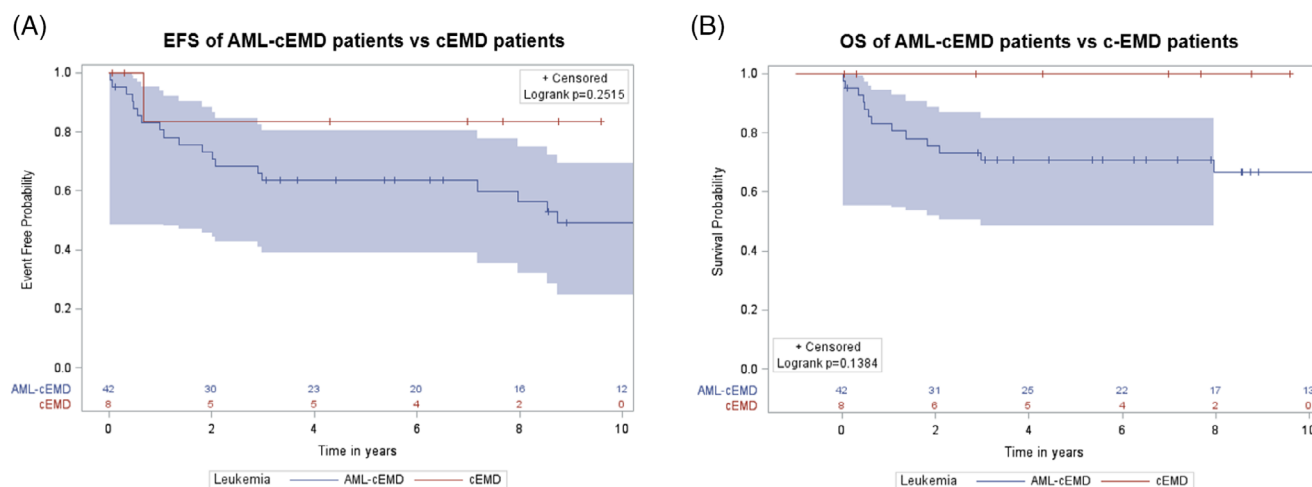 (A)
EFS of AML-cEMD patients vs cEMD patients
+ Censored
Logrank p=0.2515
Event Free Probability
1.0
0.8
0.6
0.4
0.2
0.0
AML-cEMD 42 30 23 20 16 12
cEMD 8 5 5 4 2 0
0 2 4 6 8 10
Time in years
Leukemia AML-cEMD cEMD
(B)
OS of AML-cEMD patients vs c-EMD patients
Survival Probability
1.0
0.8
0.6
0.4
0.2
0.0
+ Censored
Logrank p=0.1384
AML-cEMD 42 31 25 22 17 13
cEMD 8 6 5 4 2 0
0 2 4 6 8 10
Time in years
Leukemia AML-cEMD cEMD